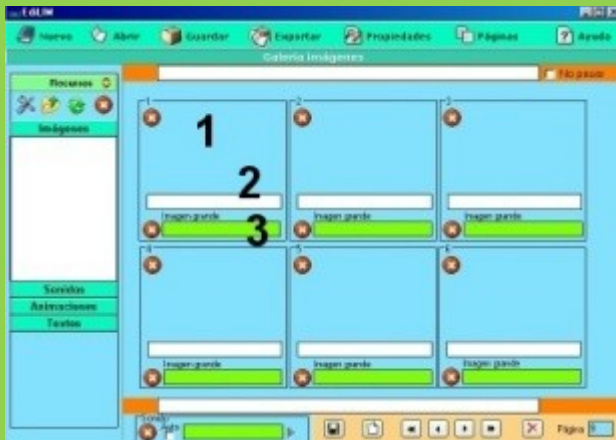 EdiLIM
Nuevo Abrir Guardar Exportar Propiedades Páginas Ayuda
Galería Imágenes
Recursos
No pasar
Imágenes
1 2 3
1
2
Imagen grande Imagen grande Imagen grande
3
4 5 6
Sonidos
Animaciones
Textos
Imagen grande Imagen grande Imagen grande
Sonido
Página 9